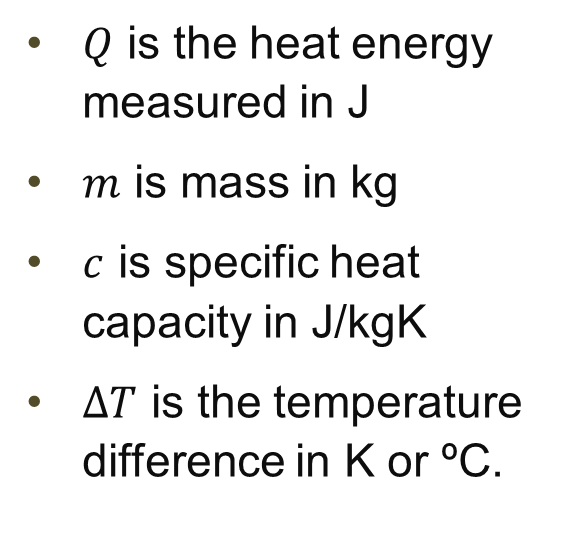 • Q is the heat energy
measured in J
• m is mass in kg
• c is specific heat
capacity in J/kgK
• ΔT is the temperature
difference in K or ºC.